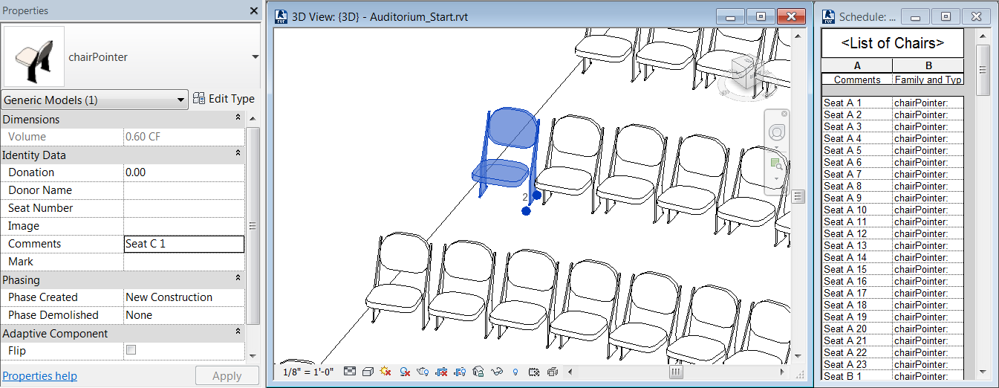 Properties
chairPointer
Generic Models (1)
Edit Type
Dimensions
Volume 0.60 CF
Identity Data
Donation 0.00
Donor Name
Seat Number
Image
Comments Seat C 1
Mark
Phasing
Phase Created New Construction
Phase Demolished None
Adaptive Component
Flip
Properties help
Apply
3D View: {3D} - Auditorium_Start.rvt
2
1/8" = 1'-0"
Schedule: ...
<List of Chairs>
A B
Comments Family and Typ
Seat A 1 chairPointer:
Seat A 2 chairPointer:
Seat A 3 chairPointer:
Seat A 4 chairPointer:
Seat A 5 chairPointer:
Seat A 6 chairPointer:
Seat A 7 chairPointer:
Seat A 8 chairPointer:
Seat A 9 chairPointer:
Seat A 10 chairPointer:
Seat A 11 chairPointer:
Seat A 12 chairPointer:
Seat A 13 chairPointer:
Seat A 14 chairPointer:
Seat A 15 chairPointer:
Seat A 16 chairPointer:
Seat A 17 chairPointer:
Seat A 18 chairPointer:
Seat A 19 chairPointer:
Seat A 20 chairPointer:
Seat A 21 chairPointer:
Seat A 22 chairPointer:
Seat A 23 chairPointer:
Seat B 1 chairPointer: